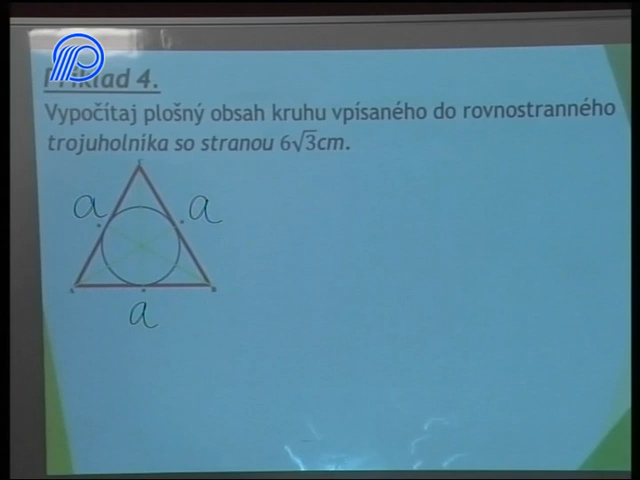 Príklad 4.
Vypočítaj plošný obsah kruhu vpísaného do rovnostranného
trojuholníka so stranou 6√3cm.
a a
a